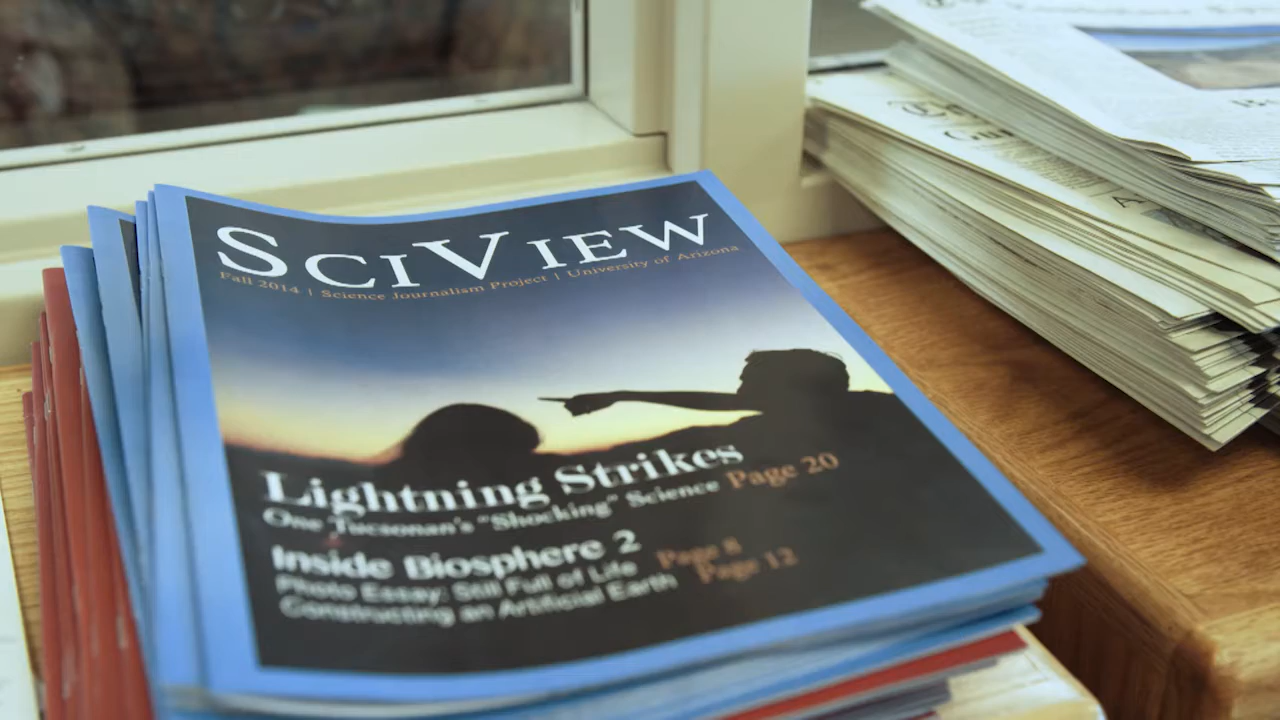 SCIVIEW
Fall 2014 | Science Journalism Project | University of Arizona
Lightning Strikes Page 20
One Tucsonan's "Shocking" Science
Inside Biosphere 2
Photo Essay: Still Full of Life Page 8
Constructing an Artificial Earth Page 12